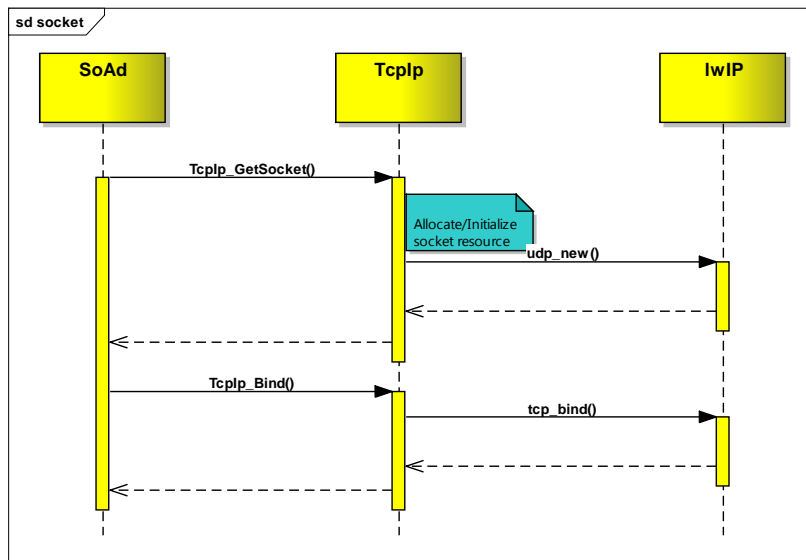 sd socket
SoAd
TcpIp
lwIP
TcpIp_GetSocket()
Allocate/Initialize
socket resource
udp_new()
TcpIp_Bind()
tcp_bind()